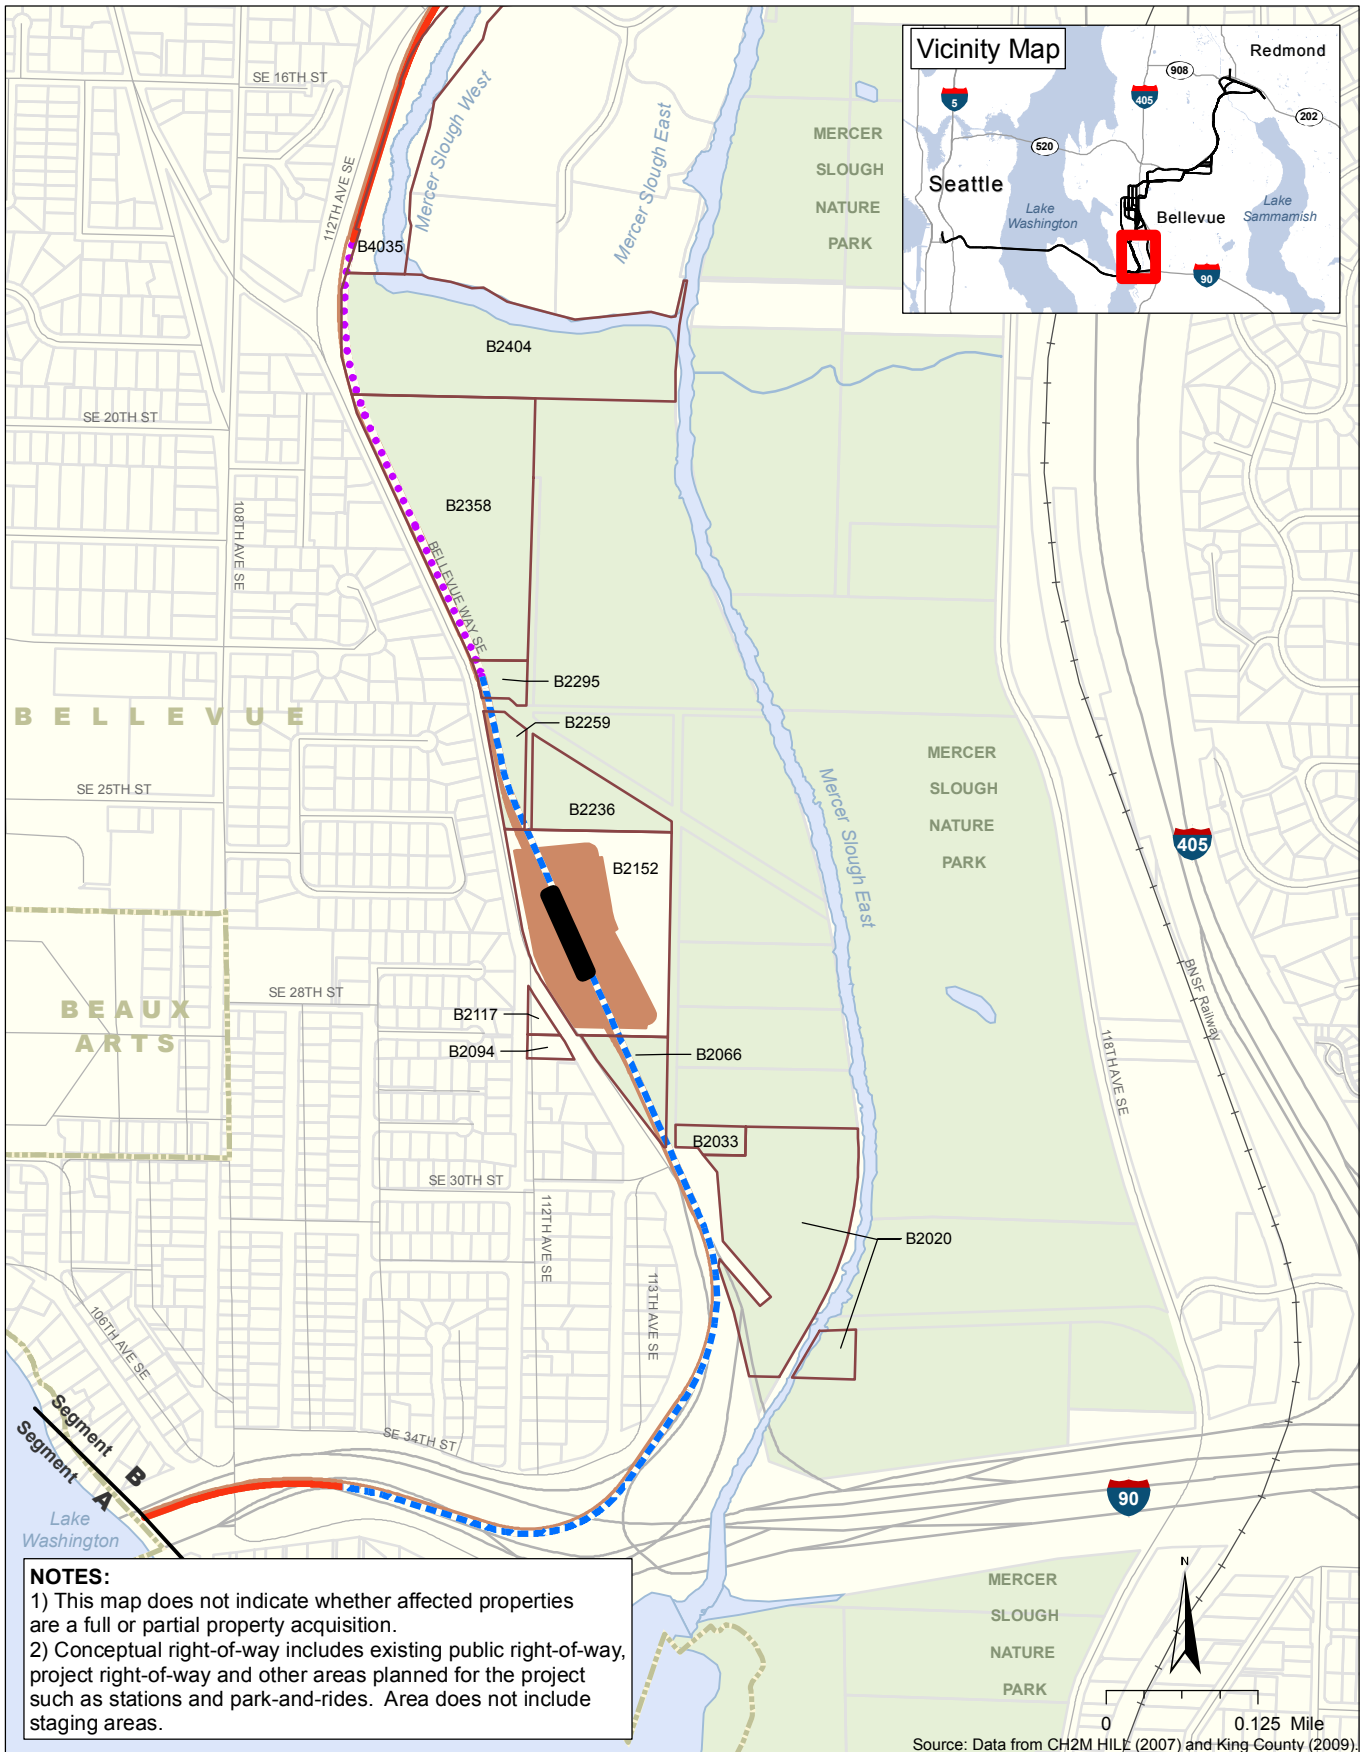 Vicinity Map
Redmond
908
5
405
202
520
Seattle
Lake
Washington
Bellevue
Lake
Sammamish
90
SE 16TH ST
Mercer Slough West
Mercer Slough East
MERCER
SLOUGH
NATURE
PARK
112TH AVE SE
B4035
B2404
SE 20TH ST
108TH AVE SE
B2358
BELLEVUE WAY SE
B2295
BELLEVUE
B2259
MERCER
SLOUGH
NATURE
PARK
Mercer Slough East
SE 25TH ST
B2236
405
B2152
BEAUX
ARTS
SE 28TH ST
B2117
B2094
B2066
BNSF Railway
118TH AVE SE
B2033
SE 30TH ST
112TH AVE SE
B2020
113TH AVE SE
106TH AVE SE
Segment B
Segment A
SE 34TH ST
90
Lake
Washington
NOTES:
1) This map does not indicate whether affected properties
are a full or partial property acquisition.
2) Conceptual right-of-way includes existing public right-of-way,
project right-of-way and other areas planned for the project
such as stations and park-and-rides.  Area does not include
staging areas.
MERCER
SLOUGH
NATURE
PARK
N
0 0.125 Mile
Source: Data from CH2M HILL (2007) and King County (2009).